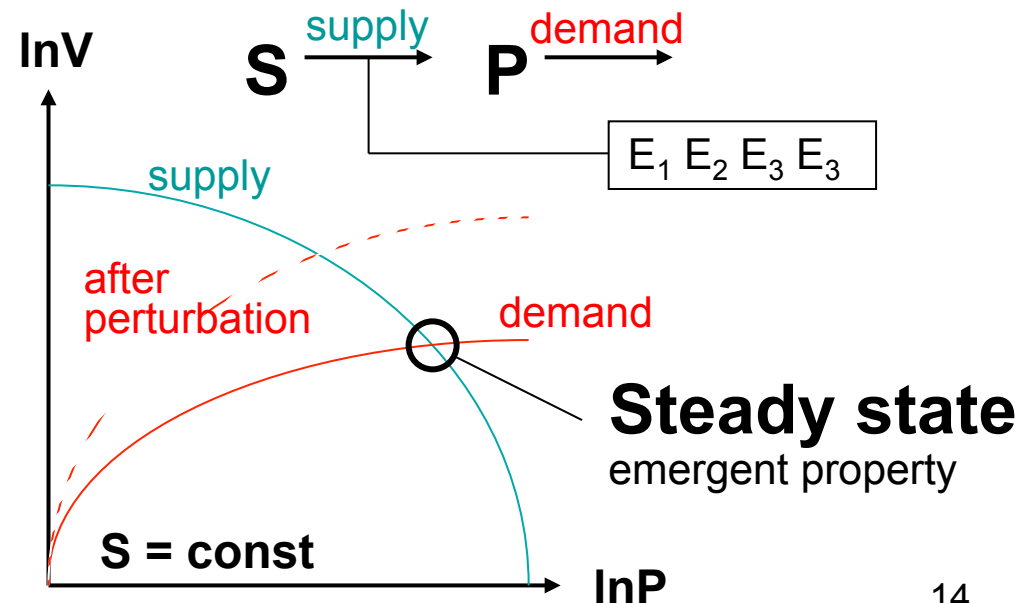 lnV
S supply P demand
E₁ E₂ E₃ E₃
supply
after
perturbation
demand
Steady state
emergent property
S = const
lnP
14